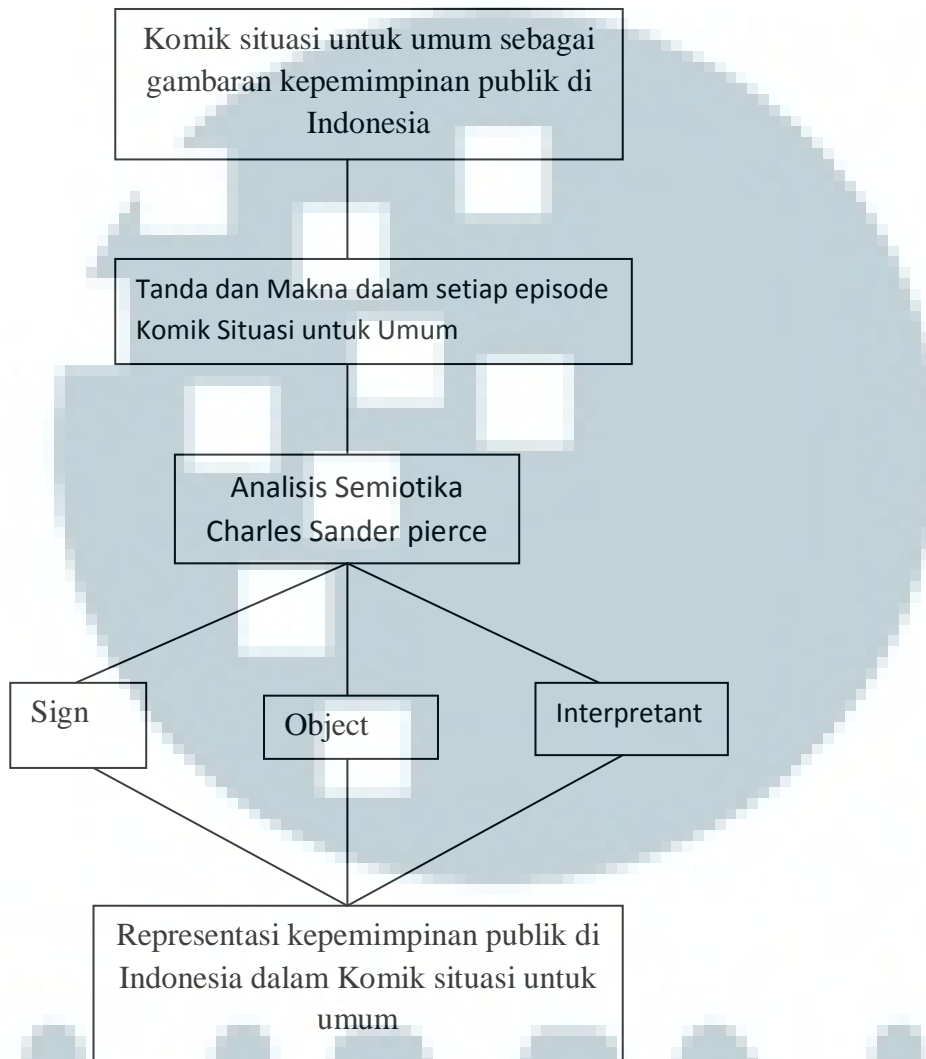 Komik situasi untuk umum sebagai
gambaran kepemimpinan publik di
Indonesia
Tanda dan Makna dalam setiap episode
Komik Situasi untuk Umum
Analisis Semiotika
Charles Sander pierce
Sign
Object
Interpretant
Representasi kepemimpinan publik di
Indonesia dalam Komik situasi untuk
umum